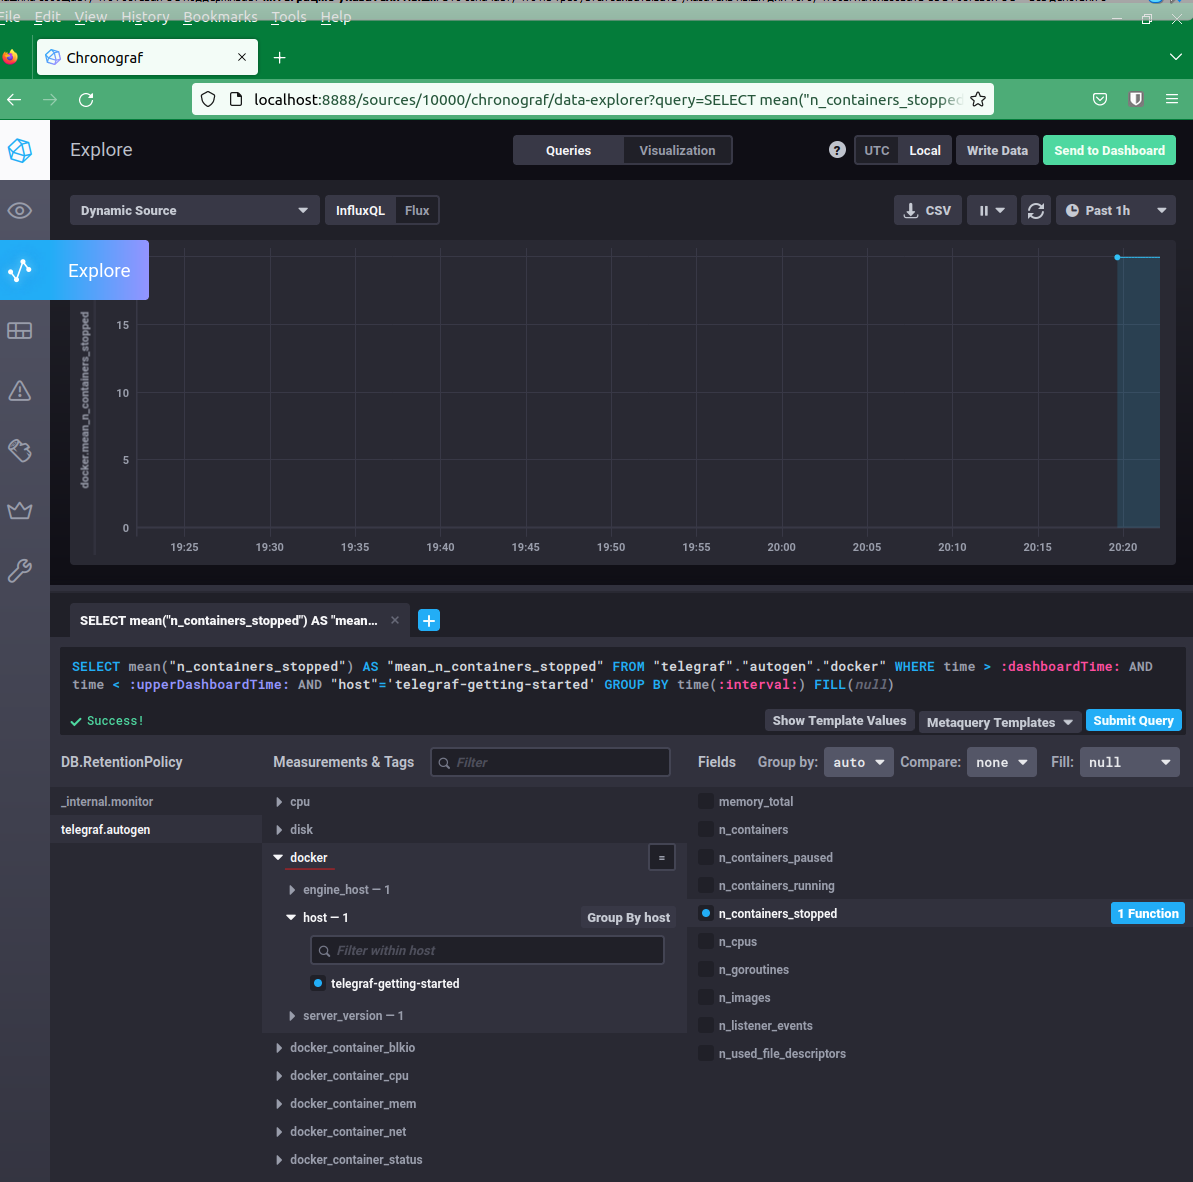 File Edit View History Bookmarks Tools Help
Chronograf
localhost:8888/sources/10000/chronograf/data-explorer?query=SELECT mean("n_containers_stopped
Explore
Queries Visualization
? UTC Local Write Data Send to Dashboard
Dynamic Source
InfluxQL Flux
CSV
Past 1h
Explore
docker.mean_n_containers_stopped
15
10
5
0
19:25 19:30 19:35 19:40 19:45 19:50 19:55 20:00 20:05 20:10 20:15 20:20
SELECT mean("n_containers_stopped") AS "mean...
SELECT mean("n_containers_stopped") AS "mean_n_containers_stopped" FROM "telegraf"."autogen"."docker" WHERE time > :dashboardTime: AND
time < :upperDashboardTime: AND "host"='telegraf-getting-started' GROUP BY time(:interval:) FILL(null)
Success!
Show Template Values Metaquery Templates Submit Query
DB.RetentionPolicy
Measurements & Tags Filter
Fields Group by: auto Compare: none Fill: null
_internal.monitor
telegraf.autogen
cpu
disk
docker =
engine_host — 1
host — 1 Group By host
Filter within host
telegraf-getting-started
server_version — 1
docker_container_blkio
docker_container_cpu
docker_container_mem
docker_container_net
docker_container_status
memory_total
n_containers
n_containers_paused
n_containers_running
n_containers_stopped 1 Function
n_cpus
n_goroutines
n_images
n_listener_events
n_used_file_descriptors